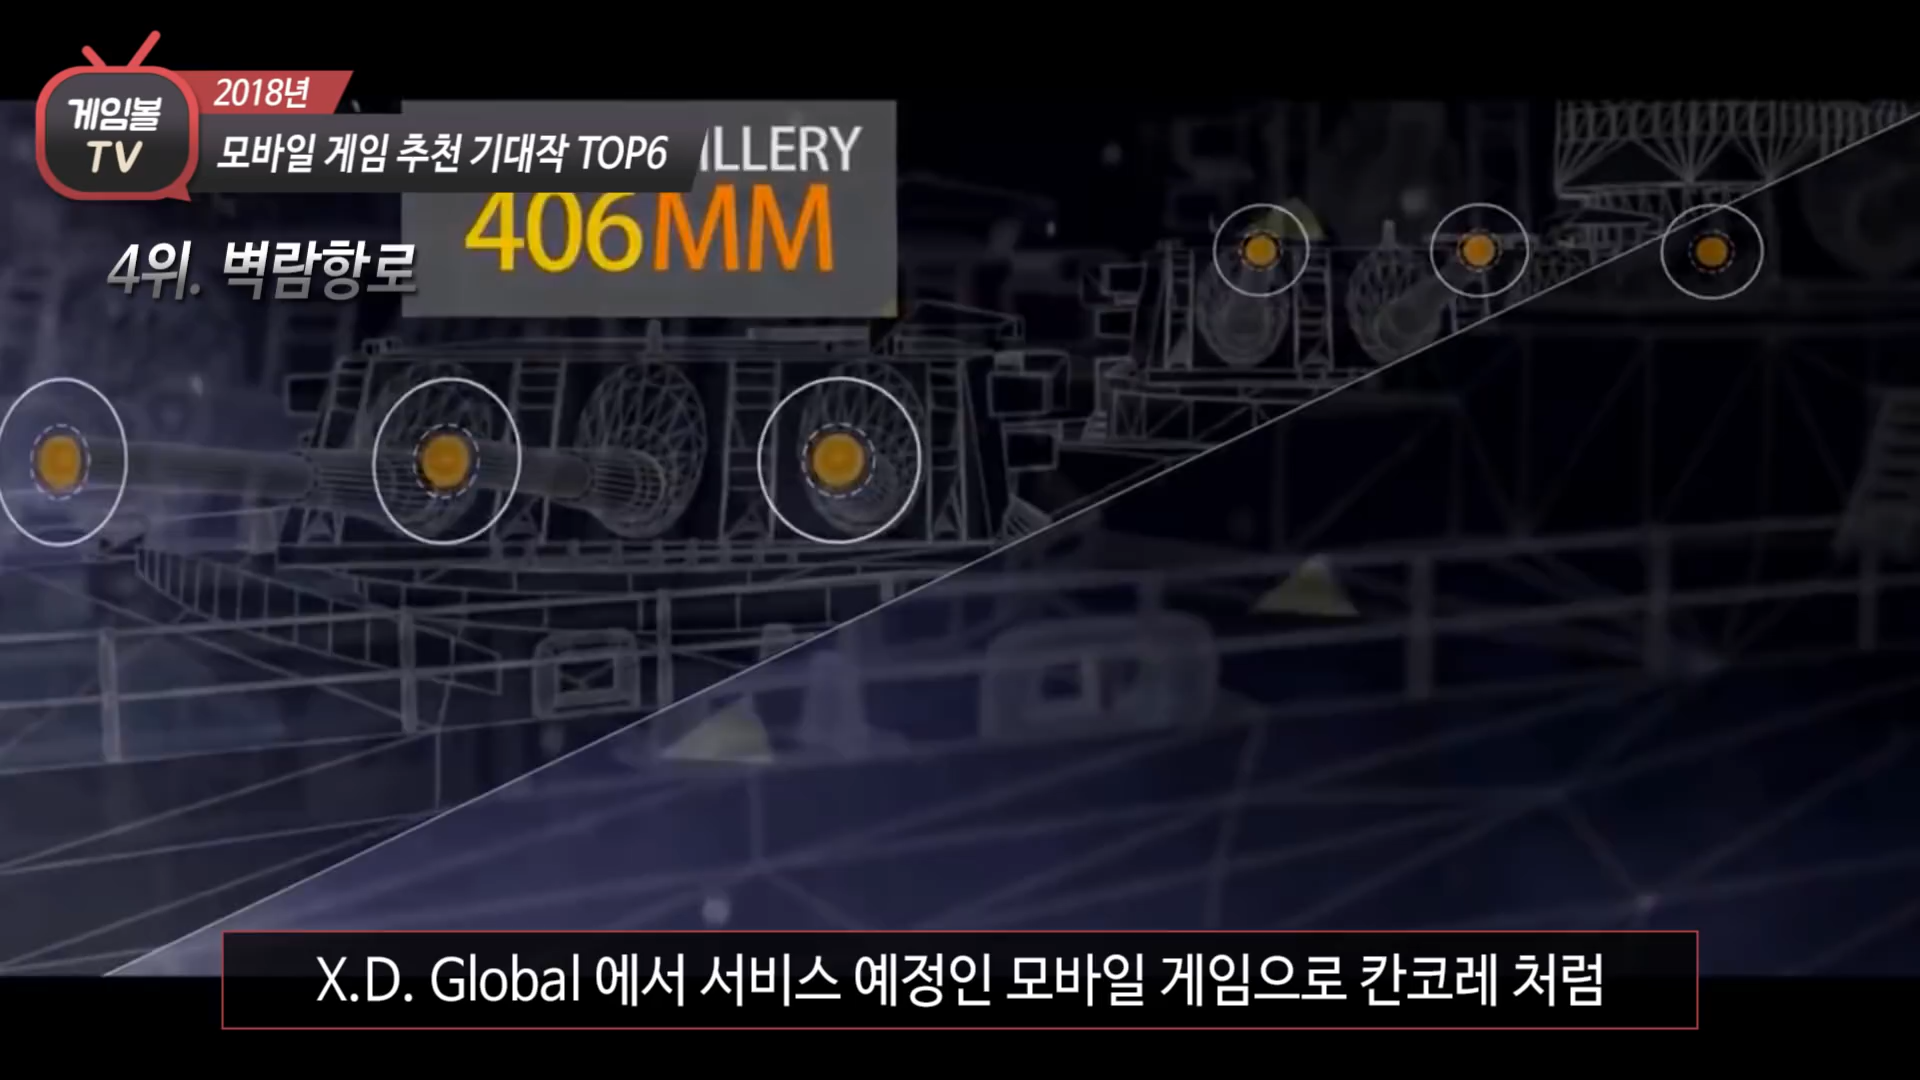 게임볼
TV
2018년
모바일 게임 추천 기대작 TOP6
ILLERY
406MM
4위. 벽람항로
X.D. Global 에서 서비스 예정인 모바일 게임으로 칸코레 처럼